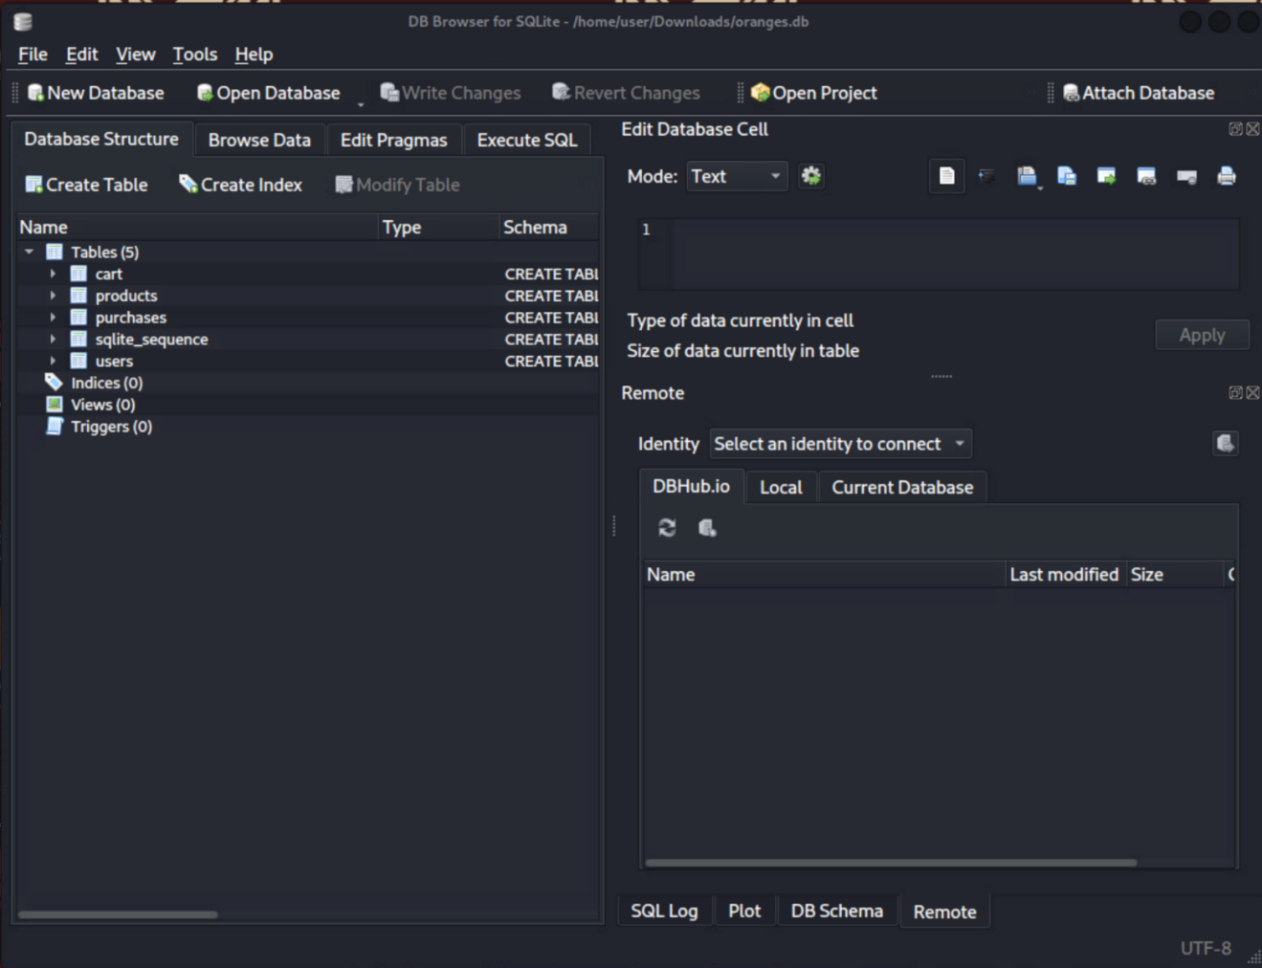 DB Browser for SQLite - /home/user/Downloads/oranges.db
File Edit View Tools Help
New Database Open Database Write Changes Revert Changes Open Project Attach Database
Database Structure Browse Data Edit Pragmas Execute SQL
Create Table Create Index Modify Table
Name Type Schema
Tables (5)
cart CREATE TABL
products CREATE TABL
purchases CREATE TABL
sqlite_sequence CREATE TABL
users CREATE TABL
Indices (0)
Views (0)
Triggers (0)
Edit Database Cell
Mode: Text
1
Type of data currently in cell
Size of data currently in table
Apply
Remote
Identity Select an identity to connect
DBHub.io Local Current Database
Name Last modified Size
SQL Log Plot DB Schema Remote
UTF-8